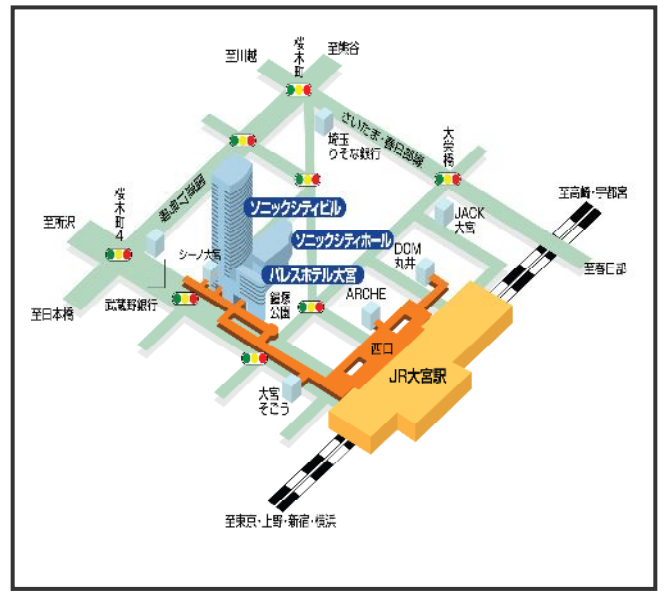 至川越
桜木町
至熊谷
さいたま・春日部線
埼玉
りそな銀行
大栄橋
国道17号線
ソニックシティビル
至高崎・宇都宮
JACK
大宮
桜木町4
至所沢
ソニックシティホール
DOM
丸井
シーノ大宮
パレスホテル大宮
至春日部
武蔵野銀行
鐘塚
公園
ARCHE
至日本橋
西口
JR大宮駅
大宮
そごう
至東京・上野・新宿・横浜